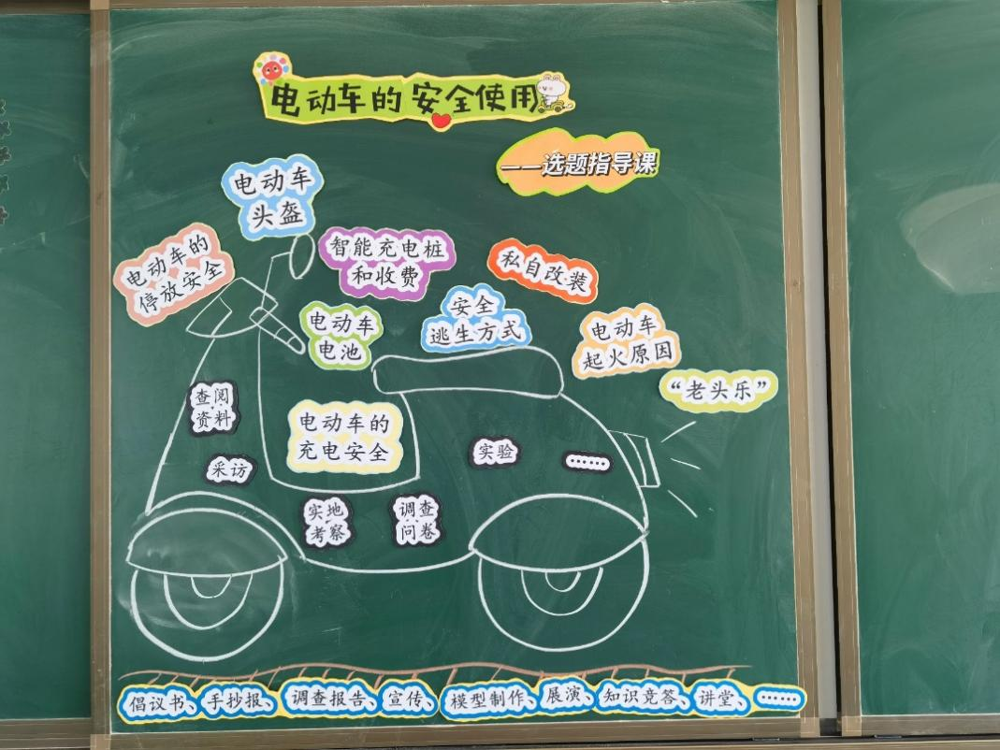 电动车的安全使用
——选题指导课
电动车
头盔
电动车的
停放安全
智能充电桩
和收费
私自改装
安全
逃生方式
电动车
电池
电动车
起火原因
“老头乐”
查阅
资料
电动车的
充电安全
采访
实验
……
实地
考察
调查
问卷
倡议书、手抄报、调查报告、宣传、模型制作、展演、知识竞答、讲堂、……